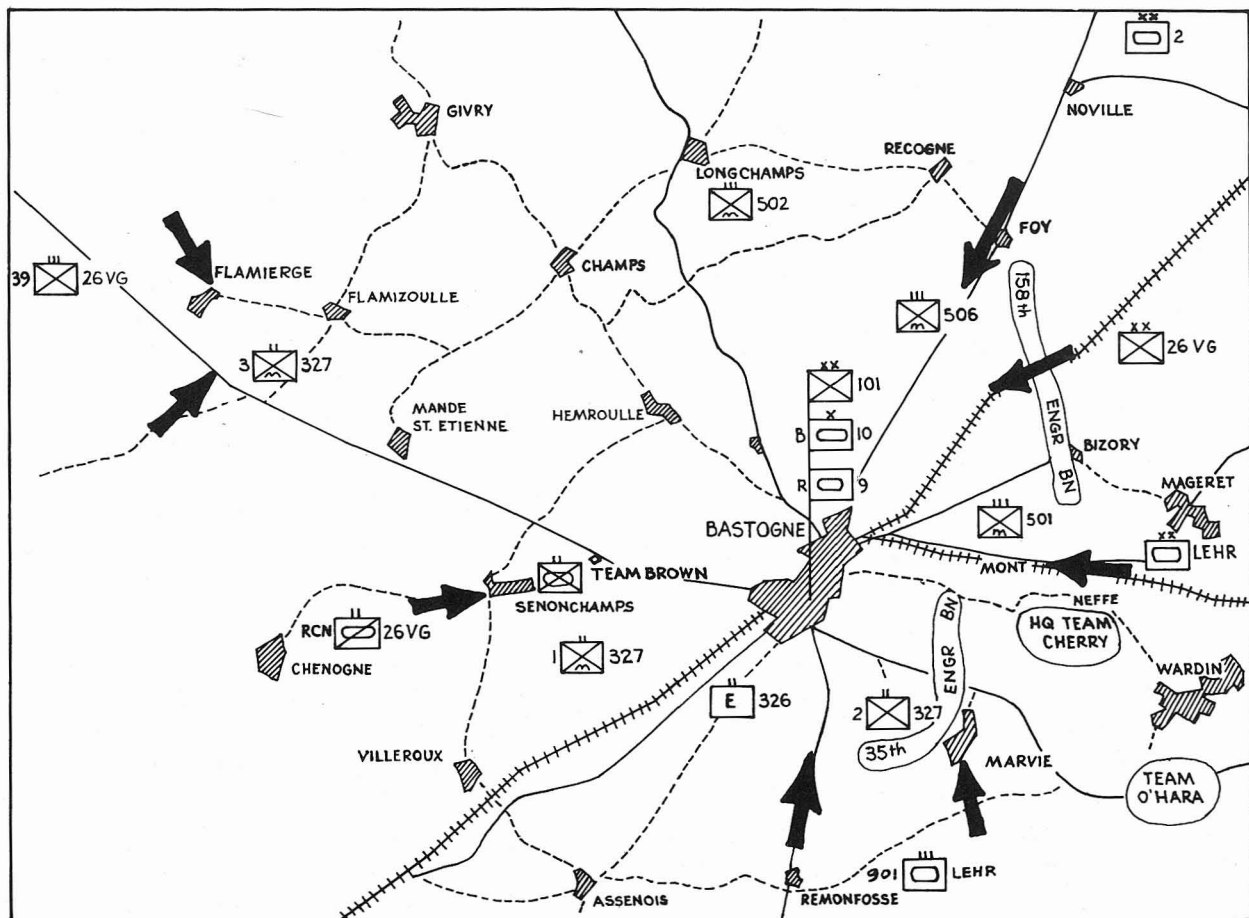 2
GIVRY
NOVILLE
RECOGNE
LONGCHAMPS
502
FOY
39 26 VG
FLAMIERGE
CHAMPS
FLAMIZOULLE
158th
ENGR BN
506
26 VG
3 327
101
MANDE
ST. ETIENNE
HEMROULLE
B 10
BIZORY
R 9
MAGERET
501
BASTOGNE
LEHR
TEAM BROWN
MONT
SENONCHAMPS
NEFFE
HQ TEAM
CHERRY
RCN 26 VG
CHENOGNE
1 327
35th
ENGR BN
WARDIN
E 326
2 327
VILLEROUX
MARVIE
TEAM
O'HARA
901 LEHR
ASSENOIS
REMONFOSSE